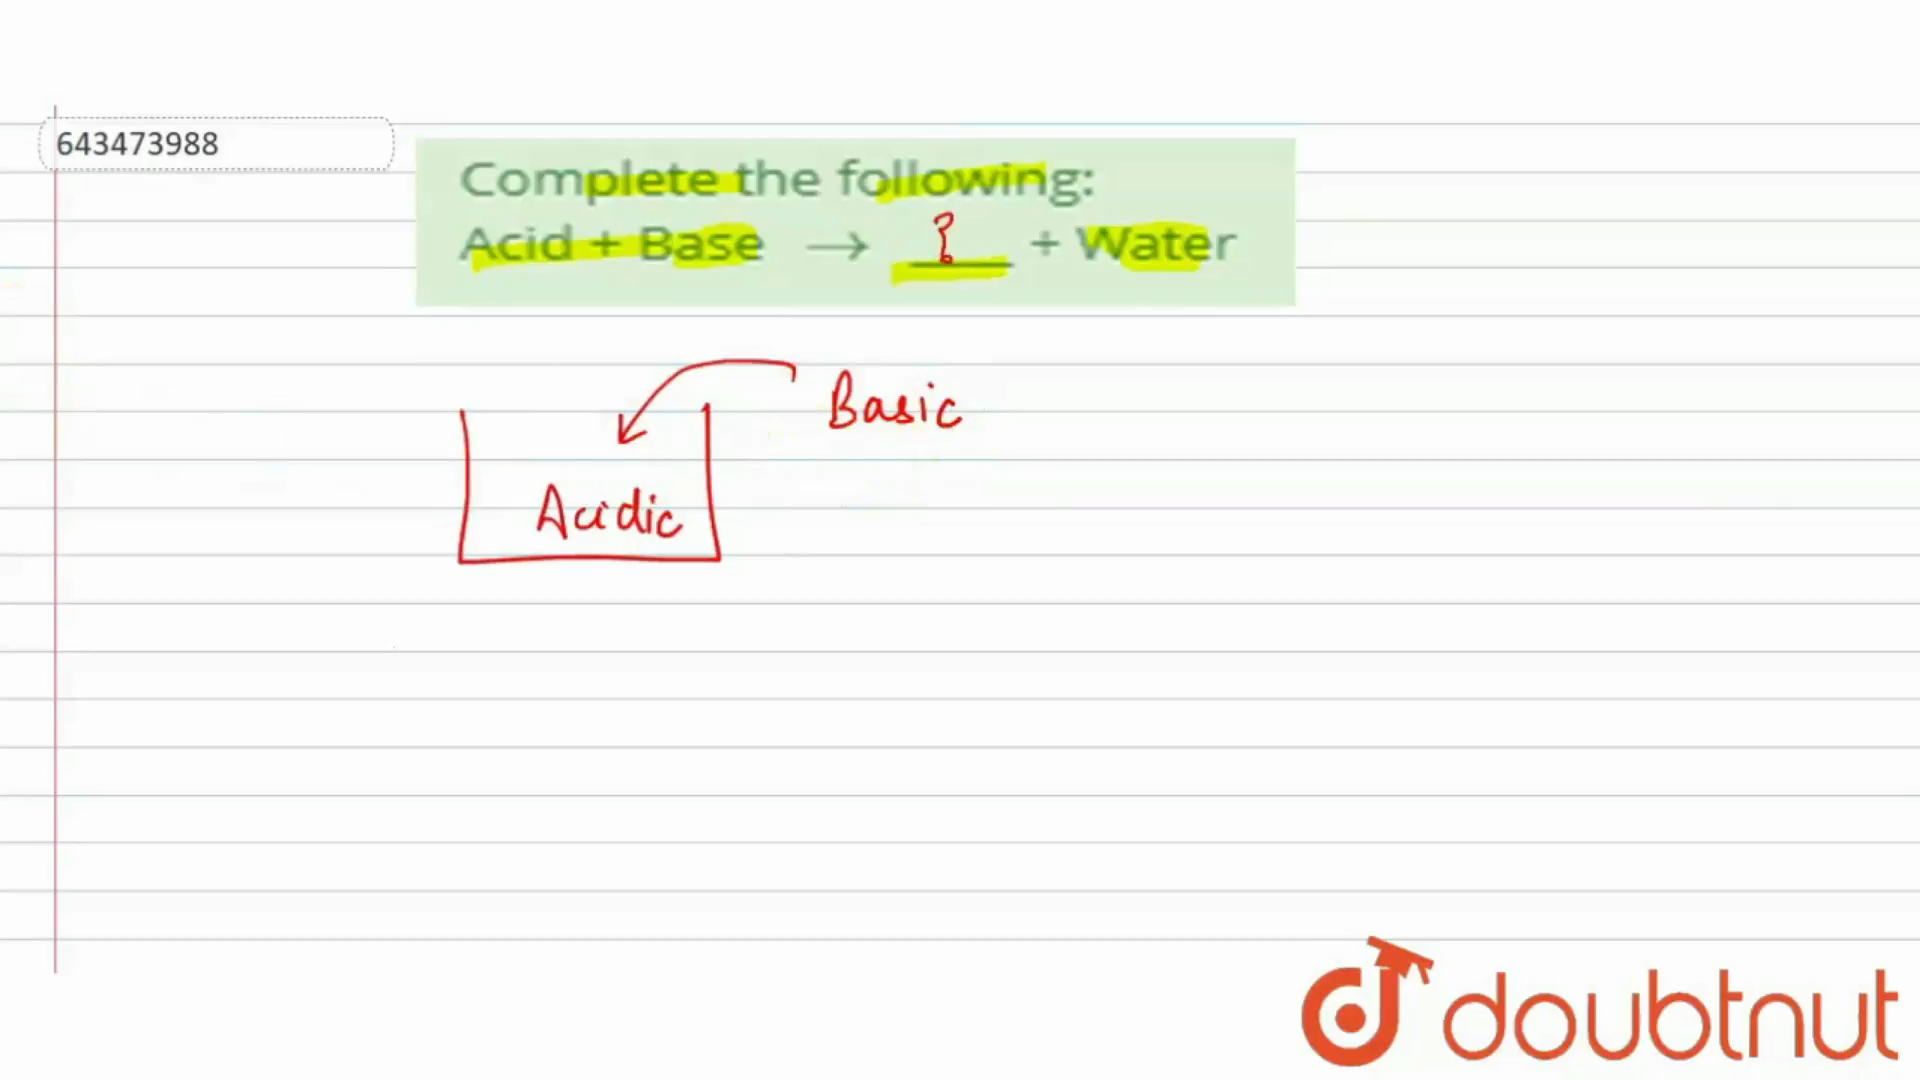 643473988
Complete the following:
Acid + Base → ? + Water
Basic
Acidic
doubtnut